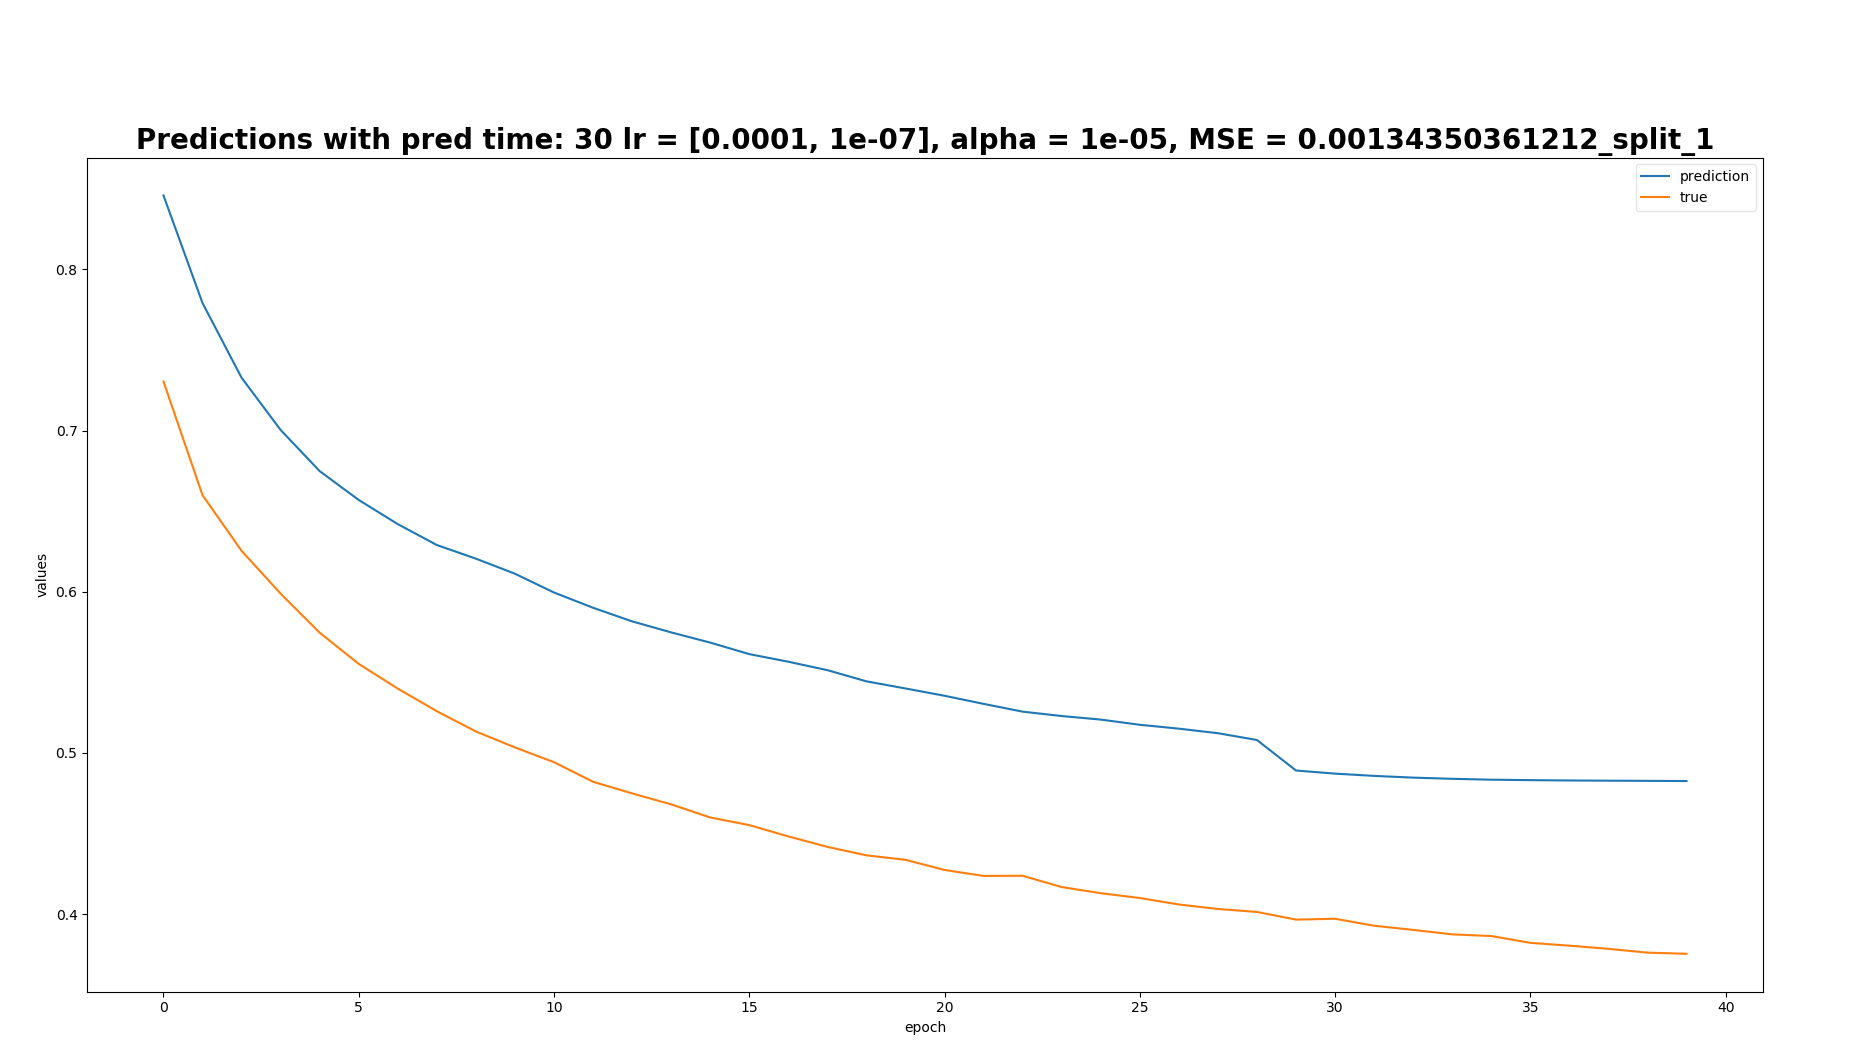 Predictions with pred time: 30 lr = [0.0001, 1e-07], alpha = 1e-05, MSE = 0.00134350361212_split_1
prediction
true
0.8
0.7
0.6
0.5
0.4
values
0 5 10 15 20 25 30 35 40
epoch